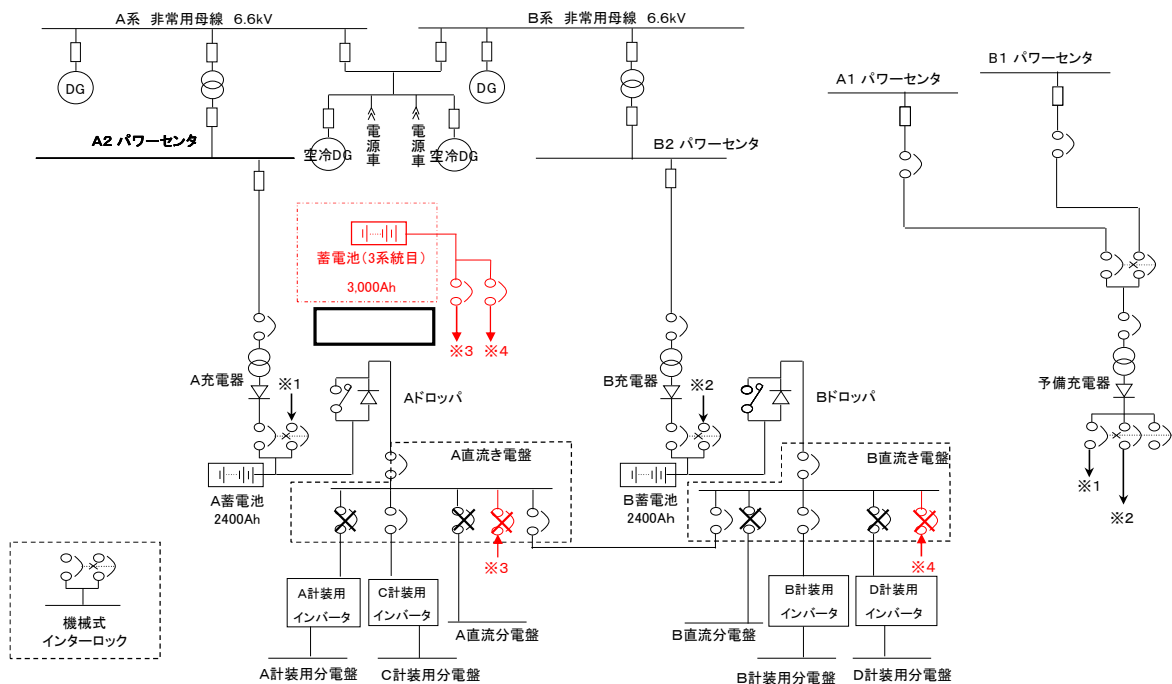 A系 非常用母線 6.6kV
B系 非常用母線 6.6kV
DG
DG
A1 パワーセンタ
B1 パワーセンタ
A2 パワーセンタ
B2 パワーセンタ
空冷DG
電源車
電源車
空冷DG
蓄電池(3系統目)
3,000Ah
※3
※4
A充電器
※1
Aドロッパ
B充電器
※2
Bドロッパ
予備充電器
※1
※2
A蓄電池
2400Ah
A直流き電盤
B蓄電池
2400Ah
B直流き電盤
※3
※4
機械式
インターロック
A計装用
インバータ
C計装用
インバータ
A直流分電盤
B直流分電盤
B計装用
インバータ
D計装用
インバータ
A計装用分電盤
C計装用分電盤
B計装用分電盤
D計装用分電盤